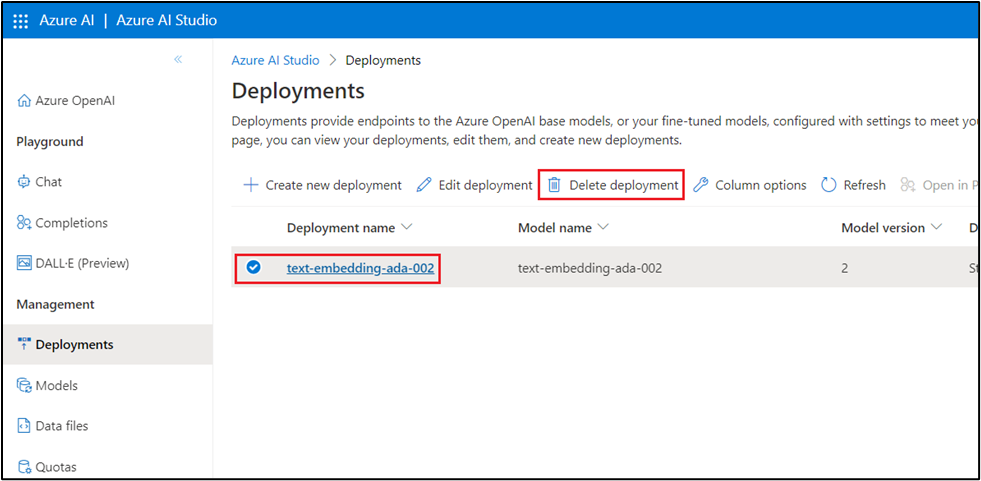 Azure AI | Azure AI Studio
«
Azure AI Studio > Deployments
Azure OpenAI
Playground
Chat
Completions
DALL·E (Preview)
Management
Deployments
Models
Data files
Quotas
Deployments
Deployments provide endpoints to the Azure OpenAI base models, or your fine-tuned models, configured with settings to meet you
page, you can view your deployments, edit them, and create new deployments.
Create new deployment Edit deployment Delete deployment Column options Refresh Open in P
Deployment name Model name Model version D
text-embedding-ada-002 text-embedding-ada-002 2 St